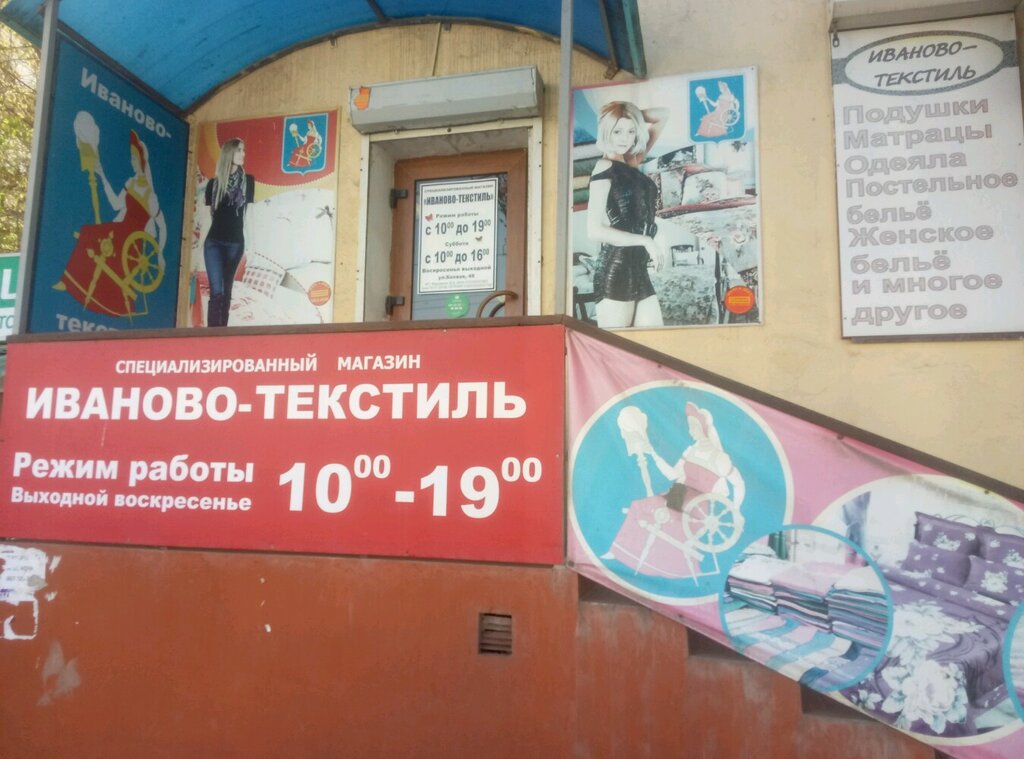 Иваново-
текс
СПЕЦИАЛИЗИРОВАННЫЙ МАГАЗИН
«ИВАНОВО-ТЕКСТИЛЬ»
Режим работы
с 10⁰⁰ до 19⁰⁰
Суббота
с 10⁰⁰ до 16⁰⁰
Воскресенье выходной
ИВАНОВО-
ТЕКСТИЛЬ
Подушки
Матрацы
Одеяла
Постельное
бельё
Женское
бельё
и многое
другое
СПЕЦИАЛИЗИРОВАННЫЙ МАГАЗИН
ИВАНОВО-ТЕКСТИЛЬ
Режим работы 10⁰⁰-19⁰⁰
Выходной воскресенье